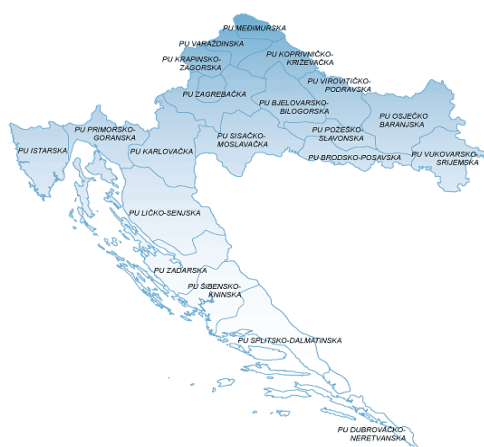 PU MEĐIMURSKA
PU VARAŽDINSKA
PU KOPRIVNIČKO-
KRIŽEVAČKA
PU KRAPINSKO-
ZAGORSKA
PU VIROVITIČKO-
PODRAVSKA
PU ZAGREBAČKA
PU BJELOVARSKO-
BILOGORSKA
PU OSJEČKO
BARANJSKA
PU PRIMORSKO-
GORANSKA
PU SISAČKO-
MOSLAVAČKA
PU POŽEŠKO-
SLAVONSKA
PU ISTARSKA
PU KARLOVAČKA
PU BRODSKO-POSAVSKA
PU VUKOVARSKO-
SRIJEMSKA
PU LIČKO-SENJSKA
PU ZADARSKA
PU ŠIBENSKO-
KNINSKA
PU SPLITSKO-DALMATINSKA
PU DUBROVAČKO-
NERETVANSKA